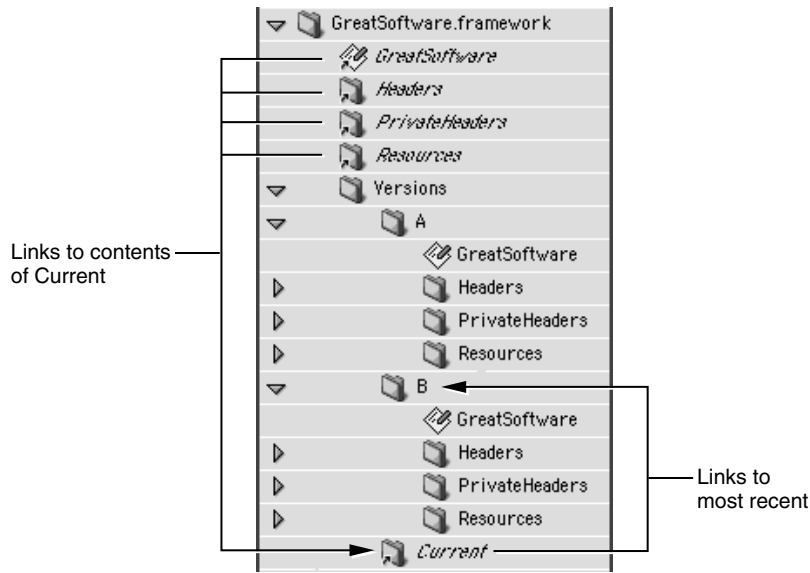 GreatSoftware.framework
GreatSoftware
Headers
PrivateHeaders
Resources
Versions
A
GreatSoftware
Headers
PrivateHeaders
Resources
B
GreatSoftware
Headers
PrivateHeaders
Resources
Current
Links to contents
of Current
Links to
most recent